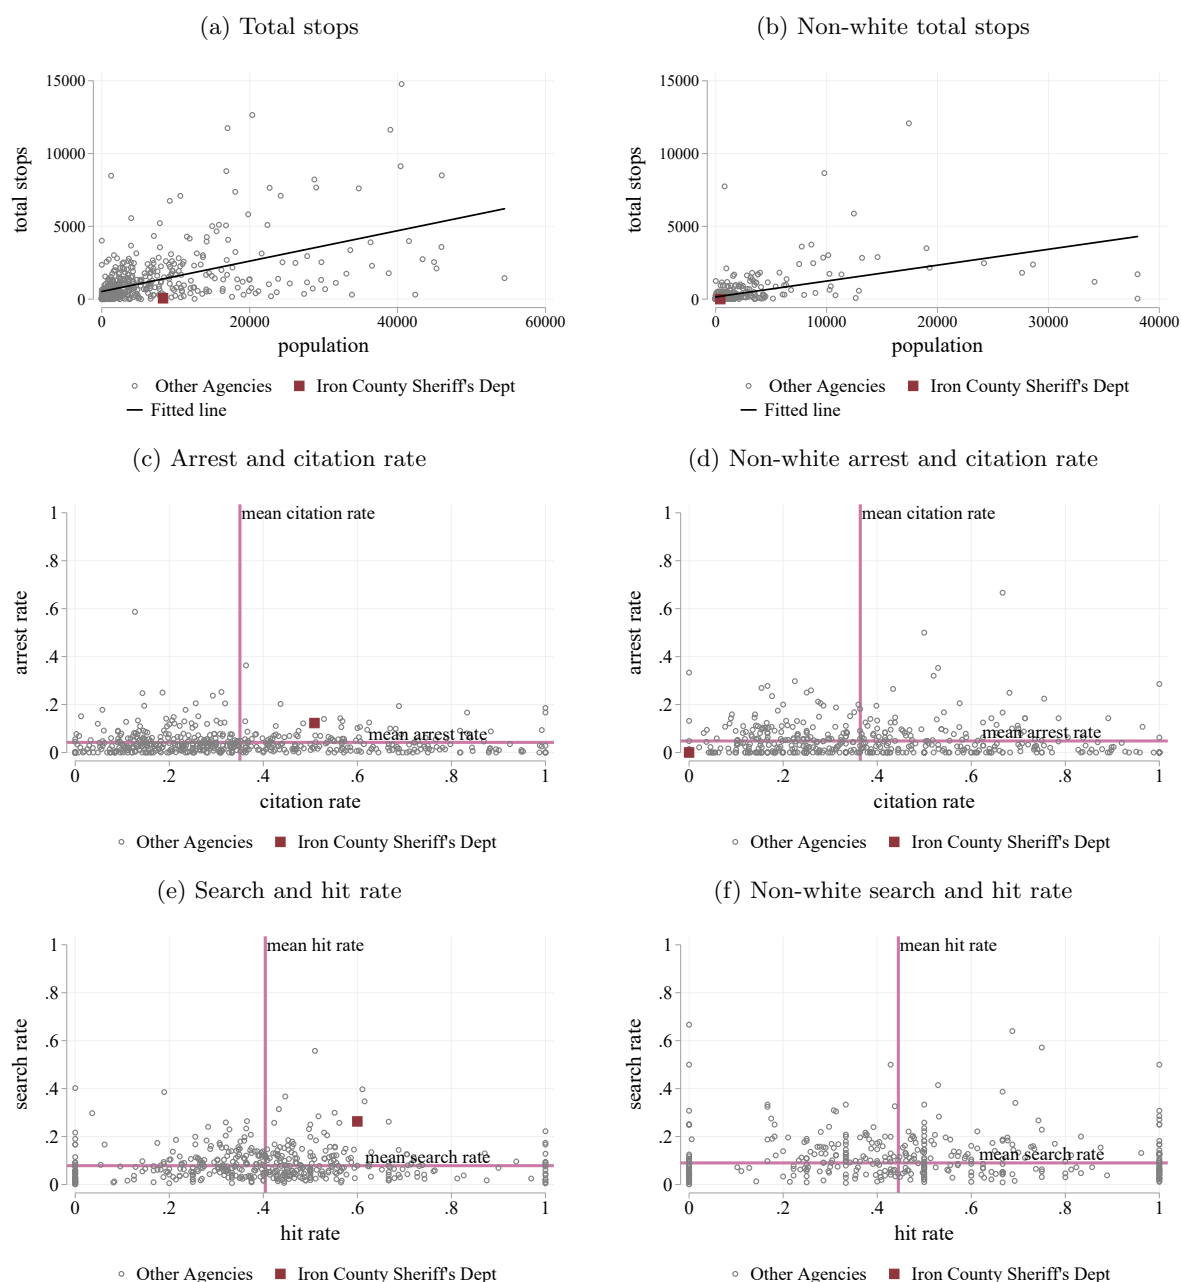 (a) Total stops
(b) Non-white total stops
total stops
15000
10000
5000
0
0 20000 40000 60000
population
Other Agencies Iron County Sheriff's Dept
Fitted line
total stops
15000
10000
5000
0
0 10000 20000 30000 40000
population
Other Agencies Iron County Sheriff's Dept
Fitted line
(c) Arrest and citation rate
(d) Non-white arrest and citation rate
arrest rate
1
.8
.6
.4
.2
0
mean citation rate
mean arrest rate
0 .2 .4 .6 .8 1
citation rate
Other Agencies Iron County Sheriff's Dept
arrest rate
1
.8
.6
.4
.2
0
mean citation rate
mean arrest rate
0 .2 .4 .6 .8 1
citation rate
Other Agencies Iron County Sheriff's Dept
(e) Search and hit rate
(f) Non-white search and hit rate
search rate
1
.8
.6
.4
.2
0
mean hit rate
mean search rate
0 .2 .4 .6 .8 1
hit rate
Other Agencies Iron County Sheriff's Dept
search rate
1
.8
.6
.4
.2
0
mean hit rate
mean search rate
0 .2 .4 .6 .8 1
hit rate
Other Agencies Iron County Sheriff's Dept